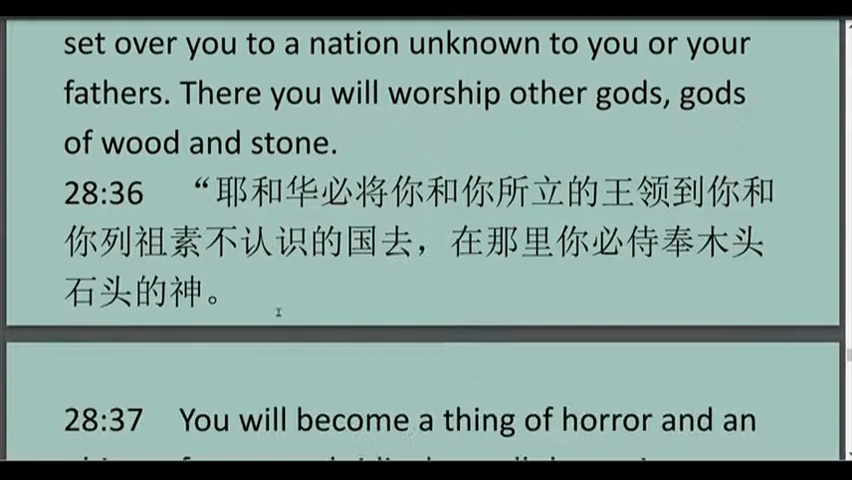 set over you to a nation unknown to you or your
fathers. There you will worship other gods, gods
of wood and stone.
28:36 “耶和华必将你和你所立的王领到你和
你列祖素不认识的国去，在那里你必侍奉木头
石头的神。
28:37 You will become a thing of horror and an